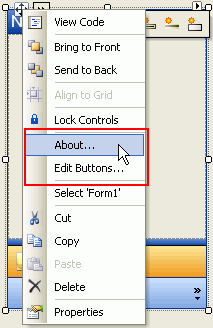 View Code
Bring to Front
Send to Back
Align to Grid
Lock Controls
About...
Edit Buttons...
Select 'Form1'
Cut
Copy
Paste
Delete
Properties